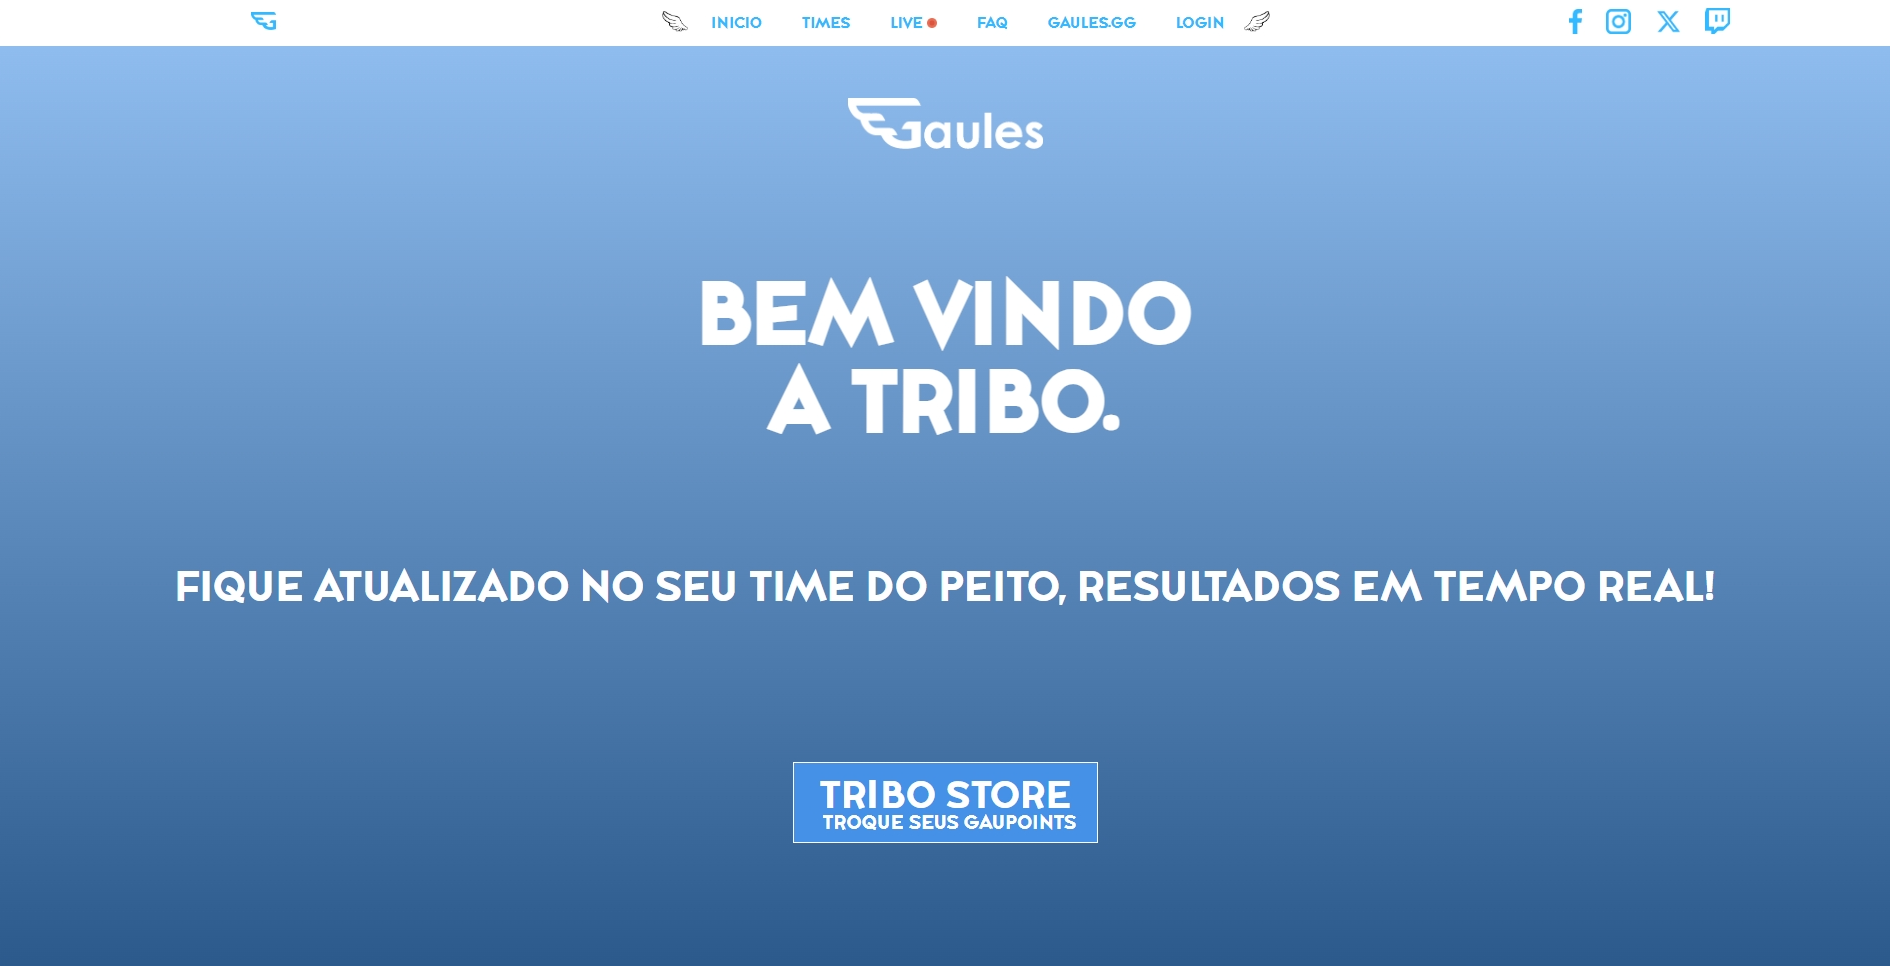 INICIO TIMES LIVE FAQ GAULES.GG LOGIN
Gaules
BEM VINDO
A TRIBO.
FIQUE ATUALIZADO NO SEU TIME DO PEITO, RESULTADOS EM TEMPO REAL!
TRIBO STORE
TROQUE SEUS GAUPOINTS